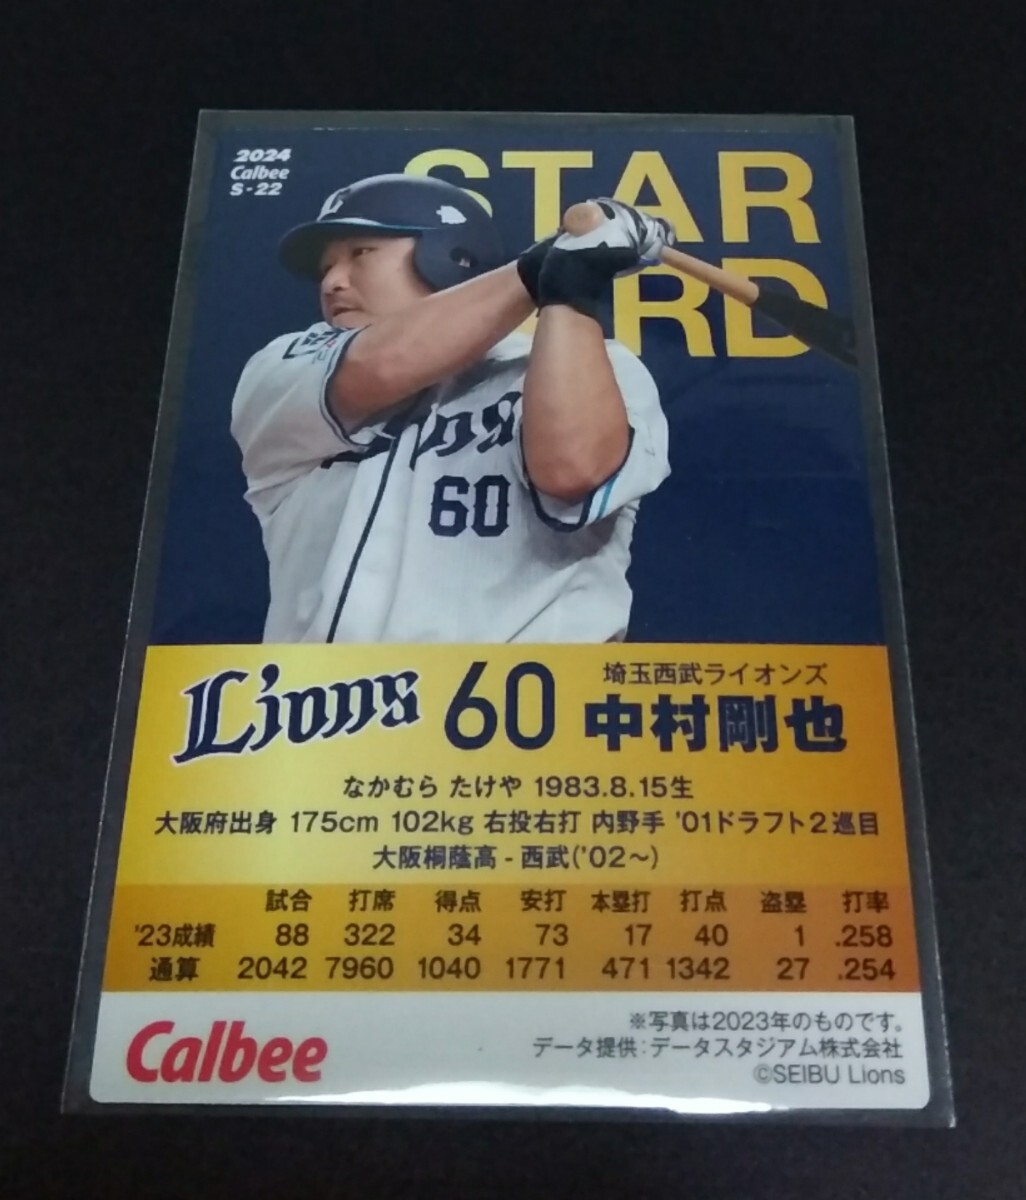 2024
Calbee
S-22
STAR
CARD
Lions
60
Lions 60 埼玉西武ライオンズ
中村剛也
なかむら たけや 1983.8.15生
大阪府出身 175cm 102kg 右投右打 内野手 '01ドラフト2巡目
大阪桐蔭高 - 西武('02〜)
試合 打席 得点 安打 本塁打 打点 盗塁 打率
'23成績 88 322 34 73 17 40 1 .258
通算 2042 7960 1040 1771 471 1342 27 .254
Calbee
※写真は2023年のものです。
データ提供:データスタジアム株式会社
©SEIBU Lions